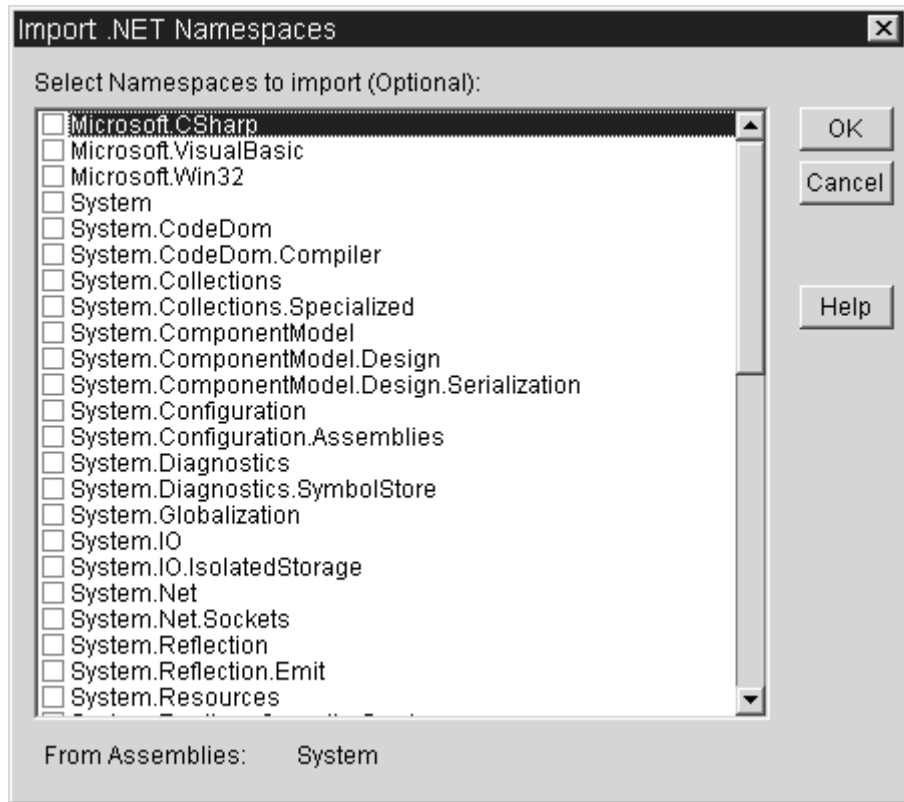 Import .NET Namespaces
Select Namespaces to import (Optional):
Microsoft.CSharp
Microsoft.VisualBasic
Microsoft.Win32
System
System.CodeDom
System.CodeDom.Compiler
System.Collections
System.Collections.Specialized
System.ComponentModel
System.ComponentModel.Design
System.ComponentModel.Design.Serialization
System.Configuration
System.Configuration.Assemblies
System.Diagnostics
System.Diagnostics.SymbolStore
System.Globalization
System.IO
System.IO.IsolatedStorage
System.Net
System.Net.Sockets
System.Reflection
System.Reflection.Emit
System.Resources
OK
Cancel
Help
From Assemblies: System